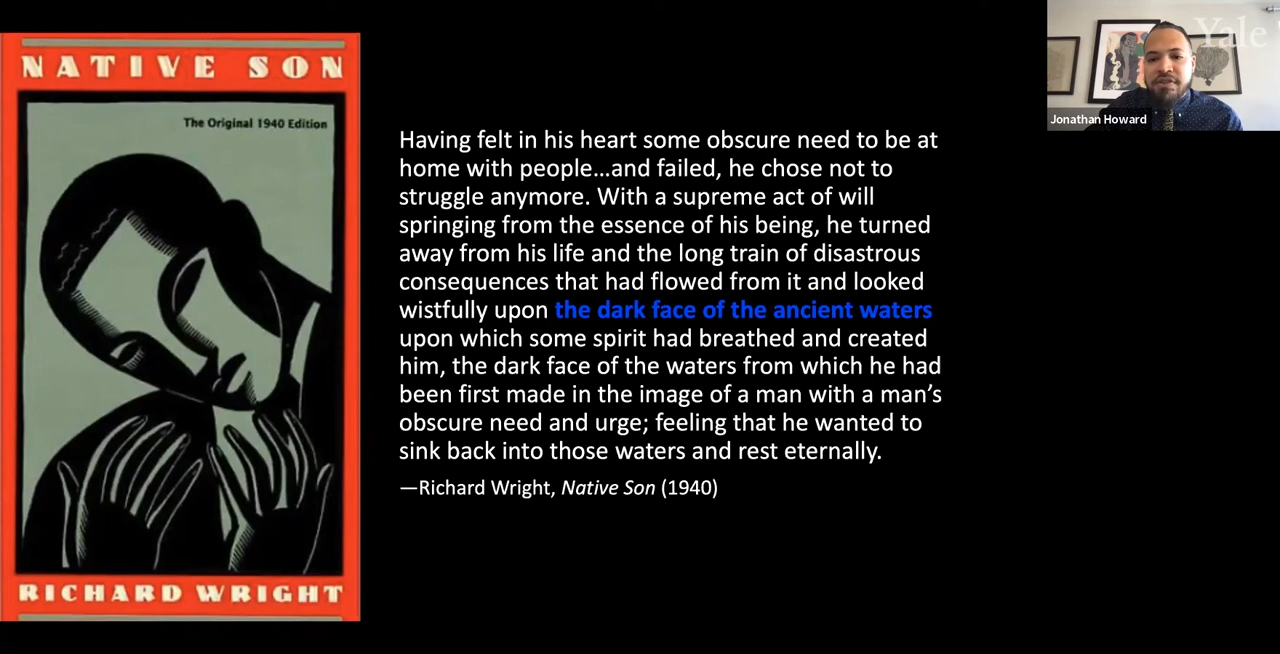 NATIVE SON
The Original 1940 Edition
RICHARD WRIGHT
Having felt in his heart some obscure need to be at
home with people…and failed, he chose not to
struggle anymore. With a supreme act of will
springing from the essence of his being, he turned
away from his life and the long train of disastrous
consequences that had flowed from it and looked
wistfully upon the dark face of the ancient waters
upon which some spirit had breathed and created
him, the dark face of the waters from which he had
been first made in the image of a man with a man’s
obscure need and urge; feeling that he wanted to
sink back into those waters and rest eternally.
—Richard Wright, Native Son (1940)
Yale
Jonathan Howard